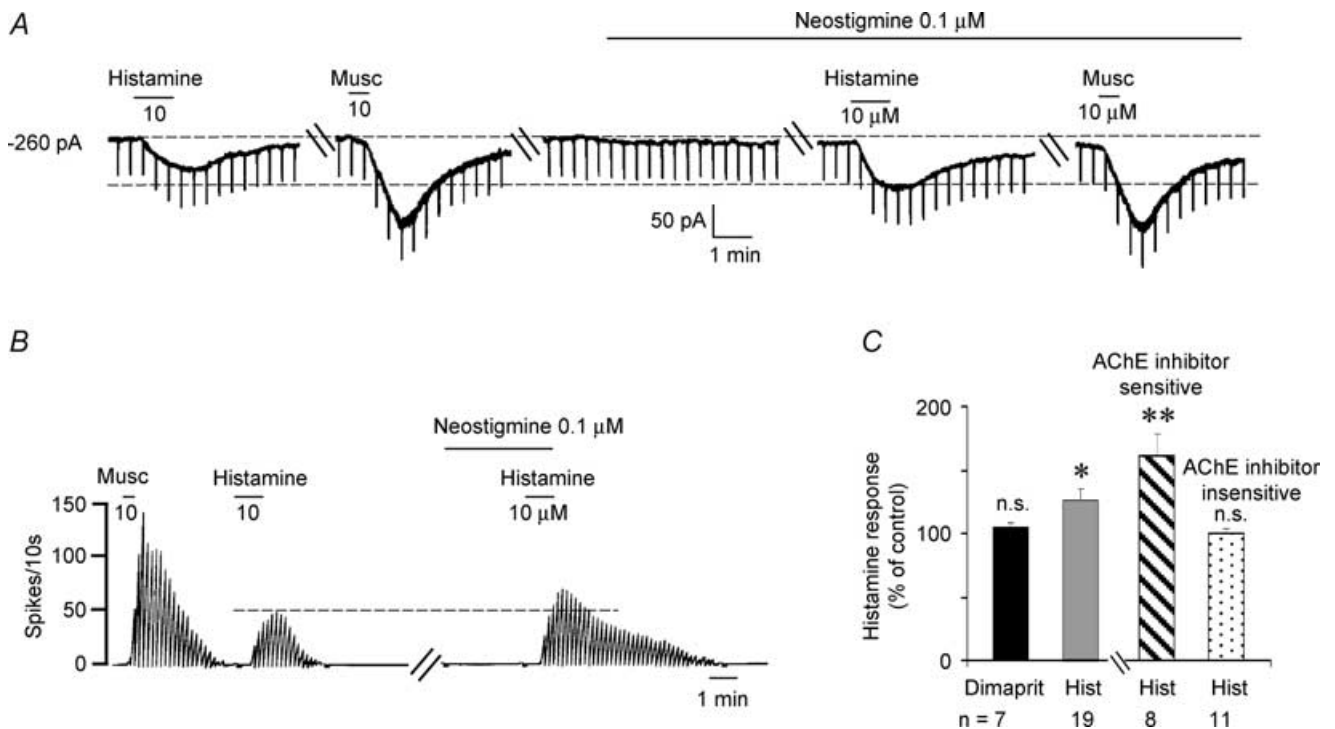 A
Neostigmine 0.1 μM
Histamine
10
Musc
10
Histamine
10 μM
Musc
10 μM
-260 pA
50 pA
1 min
B
Neostigmine 0.1 μM
Musc
10
Histamine
10
Histamine
10 μM
150
100
50
0
Spikes/10s
1 min
C
AChE inhibitor
sensitive
200
**
*
AChE inhibitor
insensitive
n.s.
n.s.
100
0
Histamine response
(% of control)
Dimaprit Hist Hist Hist
n = 7 19 8 11